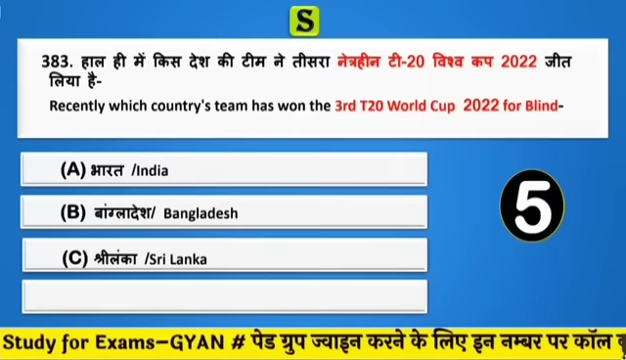 S
383. हाल ही में किस देश की टीम ने तीसरा नेत्रहीन टी-20 विश्व कप 2022 जीत
लिया है-
Recently which country's team has won the 3rd T20 World Cup 2022 for Blind-
(A) भारत /India
(B) बांग्लादेश/ Bangladesh
5
(C) श्रीलंका /Sri Lanka
Study for Exams–GYAN # पेड ग्रुप ज्वाइन करने के लिए इन नम्बर पर कॉल